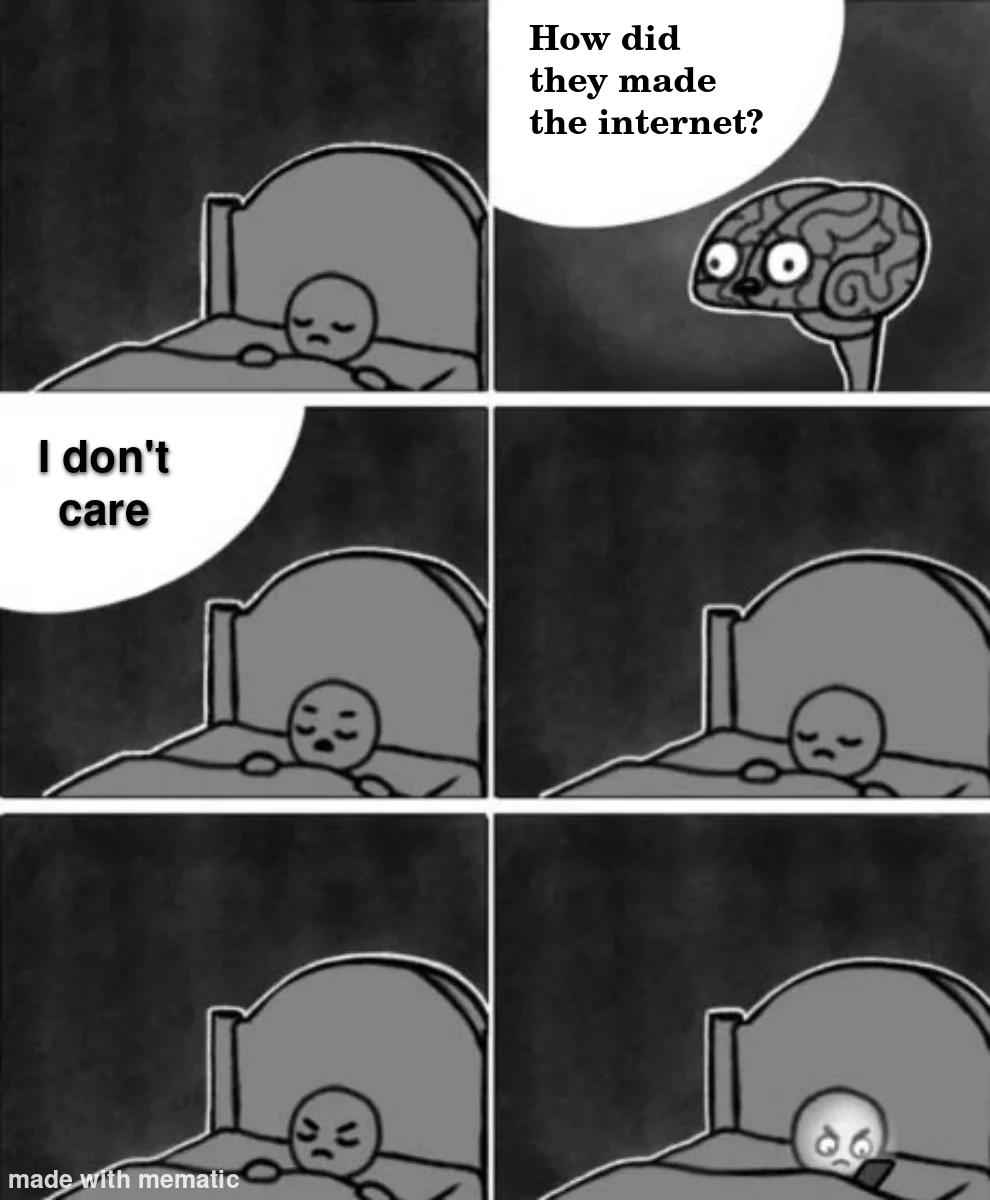 How did
they made
the internet?
I don't
care
made with mematic